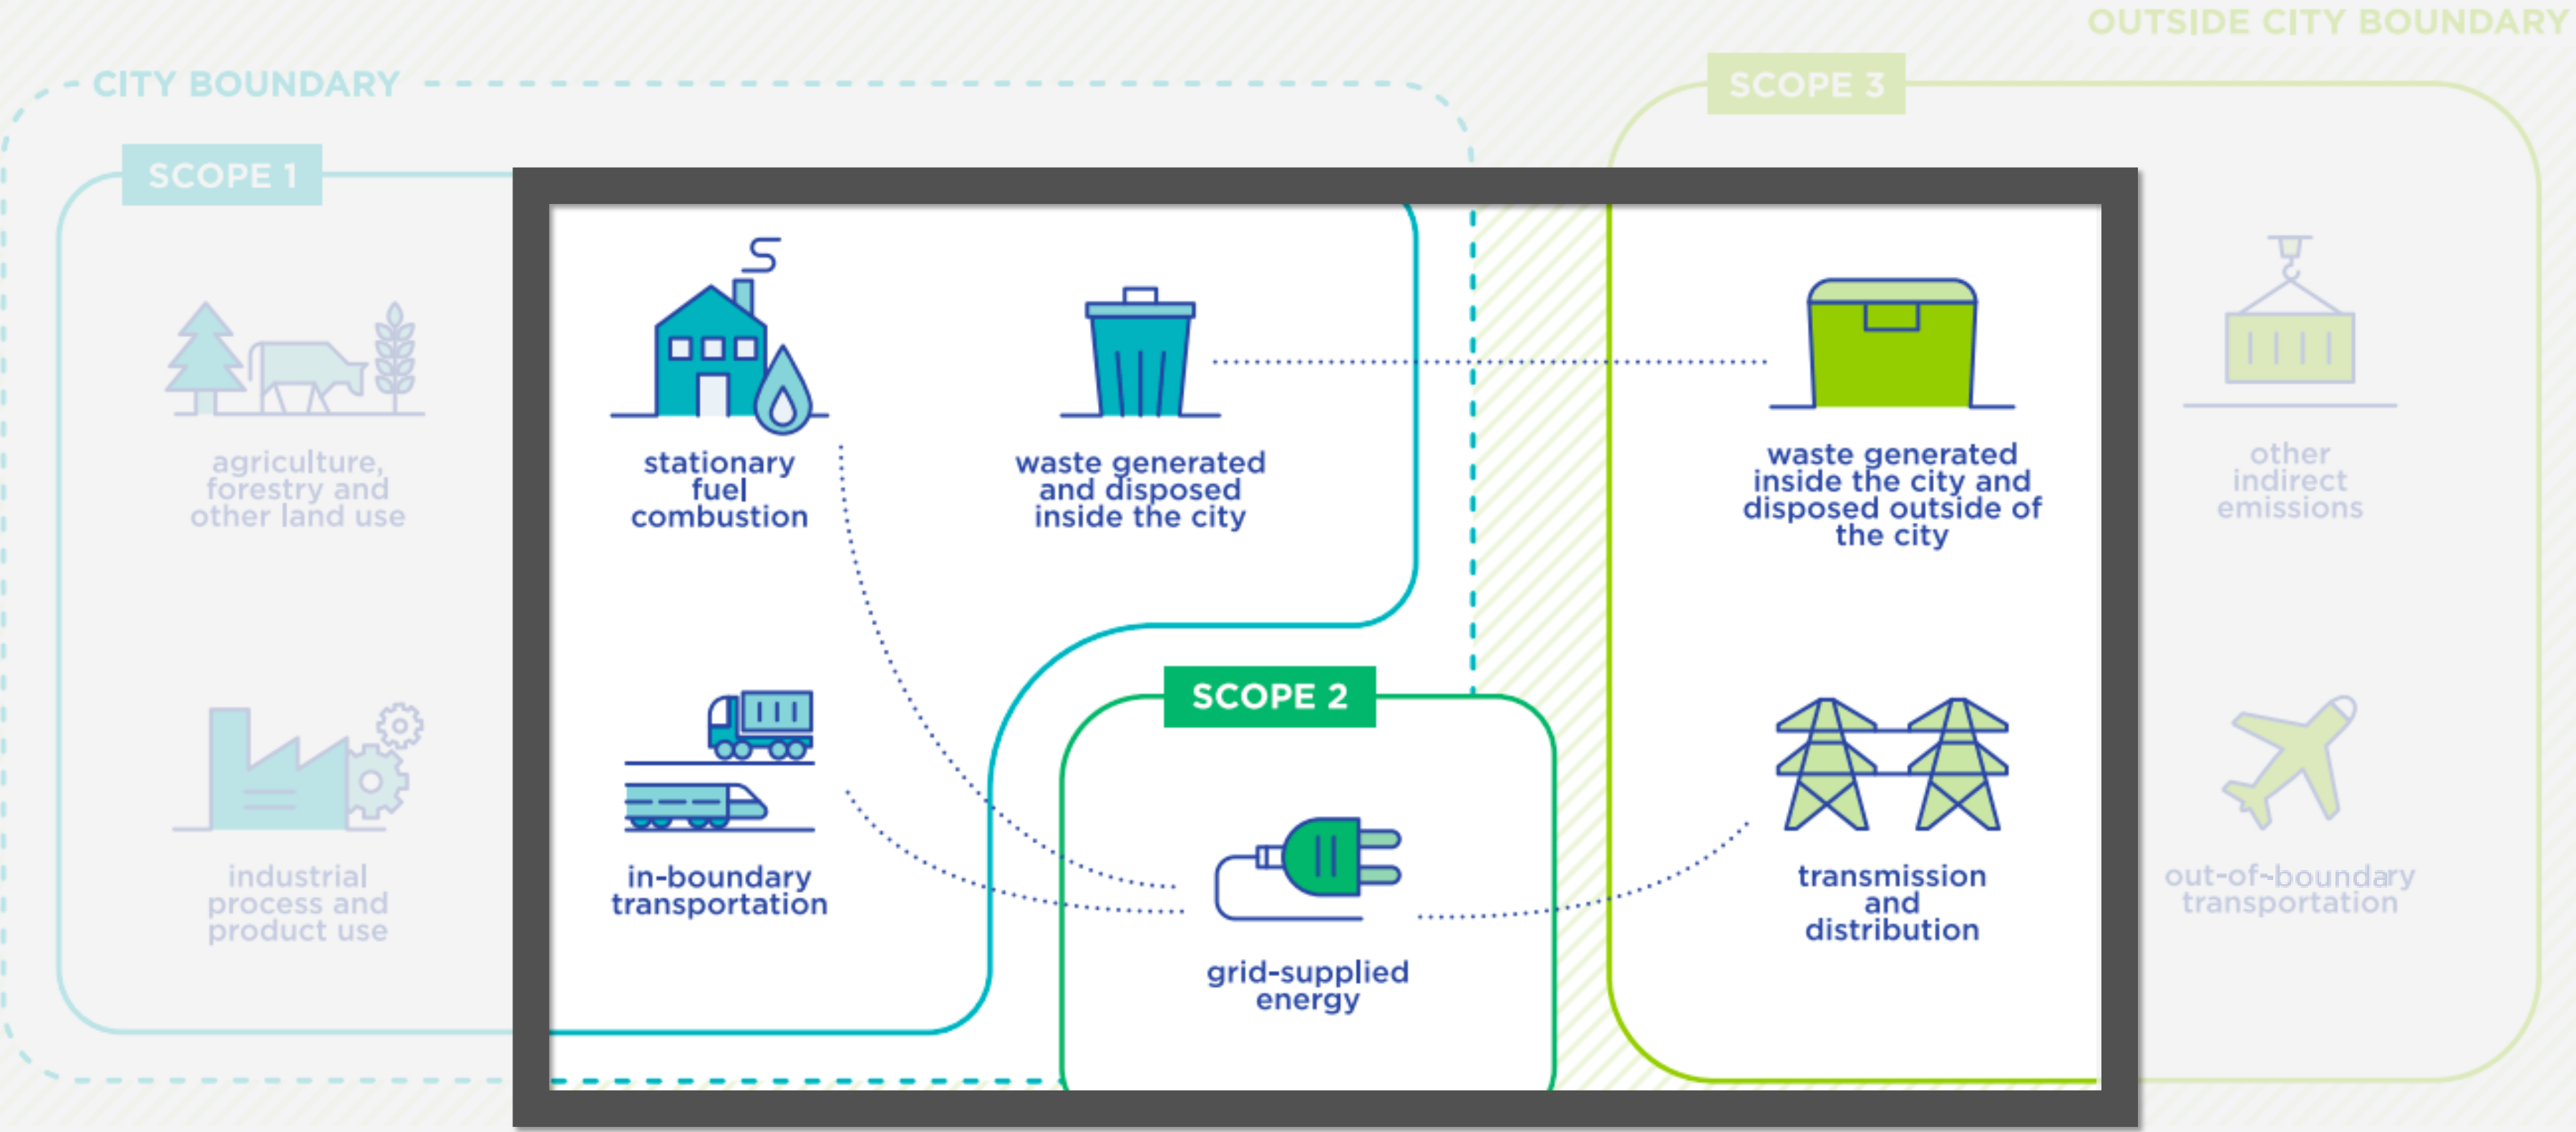 OUTSIDE CITY BOUNDARY
CITY BOUNDARY
SCOPE 3
SCOPE 1
agriculture,
forestry and
other land use
stationary
fuel
combustion
waste generated
and disposed
inside the city
waste generated
inside the city and
disposed outside of
the city
other
indirect
emissions
SCOPE 2
industrial
process and
product use
in-boundary
transportation
grid-supplied
energy
transmission
and
distribution
out-of-boundary
transportation